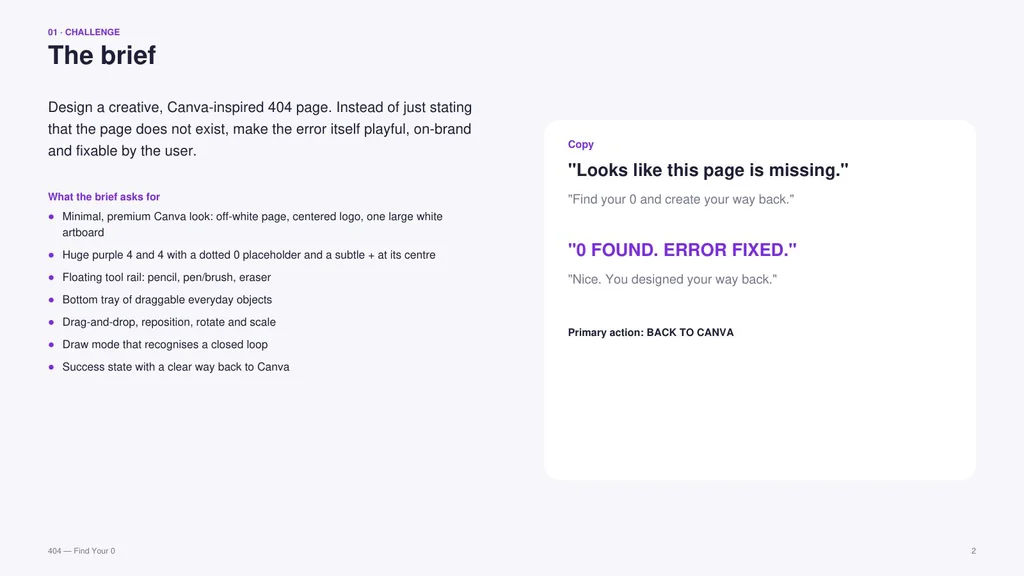 01 · CHALLENGE
The brief
Design a creative, Canva-inspired 404 page. Instead of just stating
that the page does not exist, make the error itself playful, on-brand
and fixable by the user.
What the brief asks for
● Minimal, premium Canva look: off-white page, centered logo, one large white
artboard
● Huge purple 4 and 4 with a dotted 0 placeholder and a subtle + at its centre
● Floating tool rail: pencil, pen/brush, eraser
● Bottom tray of draggable everyday objects
● Drag-and-drop, reposition, rotate and scale
● Draw mode that recognises a closed loop
● Success state with a clear way back to Canva
Copy
"Looks like this page is missing."
"Find your 0 and create your way back."
"0 FOUND. ERROR FIXED."
"Nice. You designed your way back."
Primary action: BACK TO CANVA
404 — Find Your 0
2